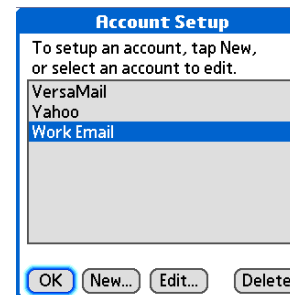 Account Setup
To setup an account, tap New,
or select an account to edit.
VersaMail
Yahoo
Work Email
OK New... Edit... Delete